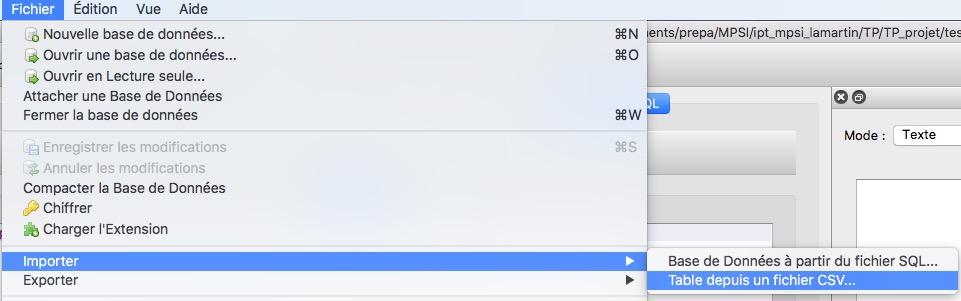 Fichier Édition Vue Aide
Nouvelle base de données... ⌘N
ments/prepa/MPSI/ipt_mpsi_lamartin/TP/TP_projet/tes
Ouvrir une base de données... ⌘O
Ouvrir en Lecture seule...
Attacher une Base de Données
QL
Fermer la base de données ⌘W
Mode : Texte
Enregistrer les modifications ⌘S
Annuler les modifications
Compacter la Base de Données
Chiffrer
Charger l'Extension
Importer
Base de Données à partir du fichier SQL...
Exporter
Table depuis un fichier CSV...